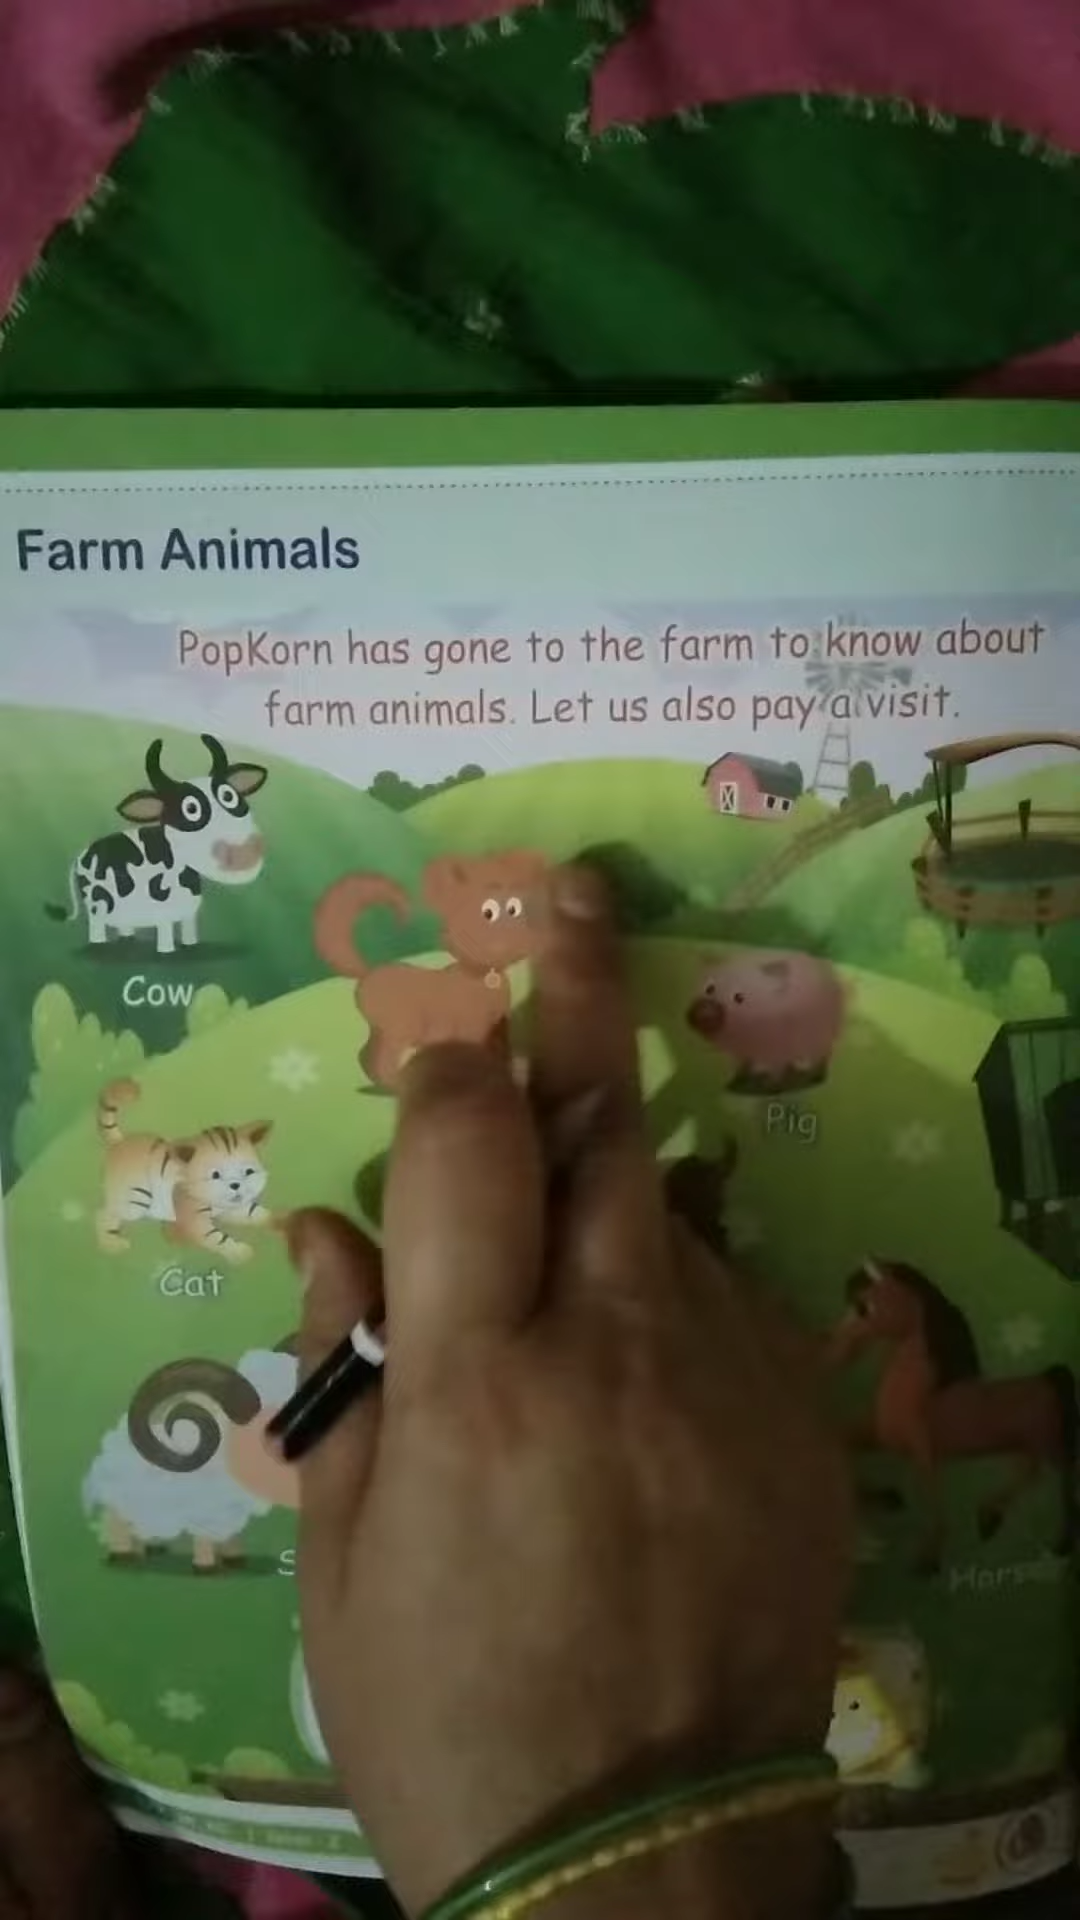 Farm Animals
PopKorn has gone to the farm to know about
farm animals. Let us also pay a visit.
Cow
Pig
Cat
Horse